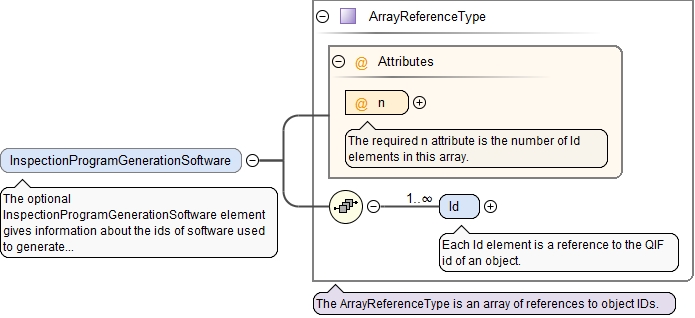 ArrayReferenceType
@ Attributes
@ n
The required n attribute is the number of Id
elements in this array.
InspectionProgramGenerationSoftware
The optional
InspectionProgramGenerationSoftware element
gives information about the ids of software used
to generate...
1..∞
Id
Each Id element is a reference to the QIF
id of an object.
The ArrayReferenceType is an array of references to object IDs.